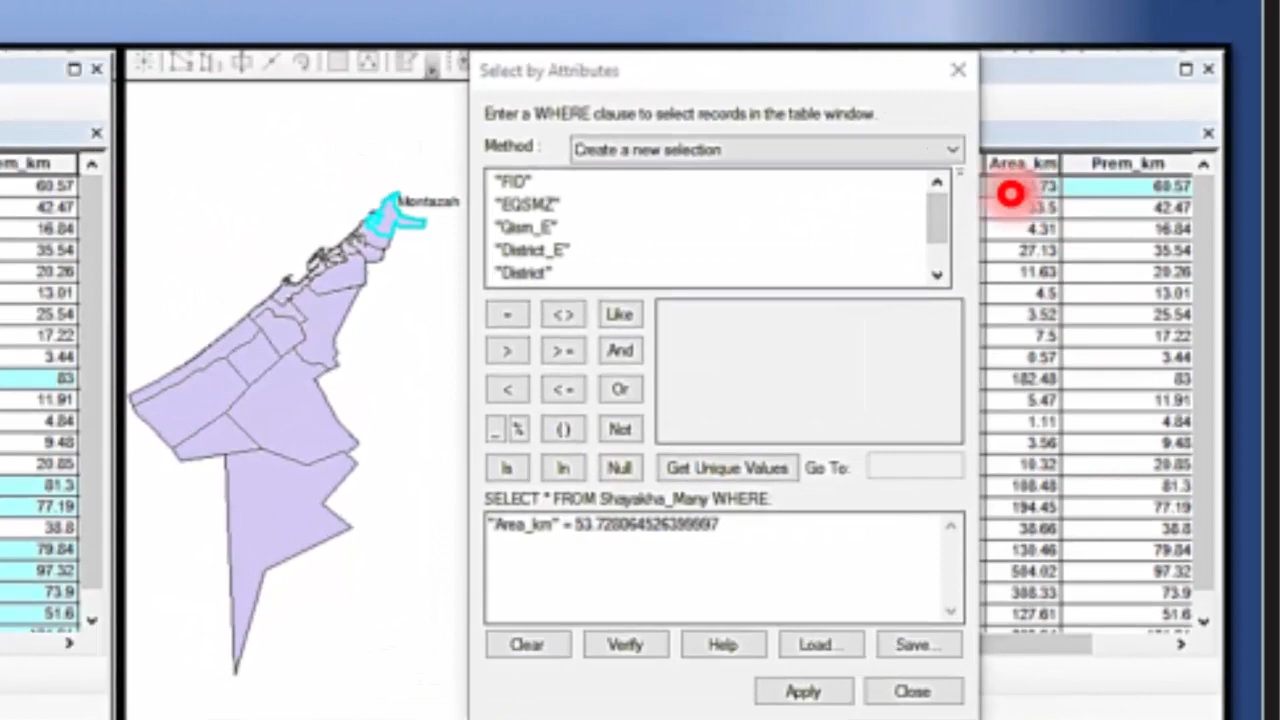 Select by Attributes
Enter a WHERE clause to select records in the table window.
Method :
Create a new selection
"FID"
"EQSMZ"
"Qism_E"
"District_E"
"District"
= <> Like
> >= And
< <= Or
_ % () Not
Is In Null
Get Unique Values Go To:
SELECT * FROM Shayakha_Many WHERE:
"Area_km" = 53.728064526399997
Clear Verify Help Load... Save...
Apply Close
Montazah
em_km
60.57
42.47
16.84
35.54
20.26
13.01
25.54
17.22
3.44
83
11.91
4.84
9.48
20.85
81.3
77.19
38.8
79.84
97.32
73.9
51.6
Area_km Prem_km
73 60.57
3.5 42.47
4.31 16.84
27.13 35.54
11.63 20.26
4.5 13.01
3.52 25.54
7.5 17.22
0.57 3.44
182.48 83
5.47 11.91
1.11 4.84
3.56 9.48
10.32 20.85
108.48 81.3
194.45 77.19
38.66 38.8
130.46 79.84
504.02 97.32
388.33 73.9
127.61 51.6